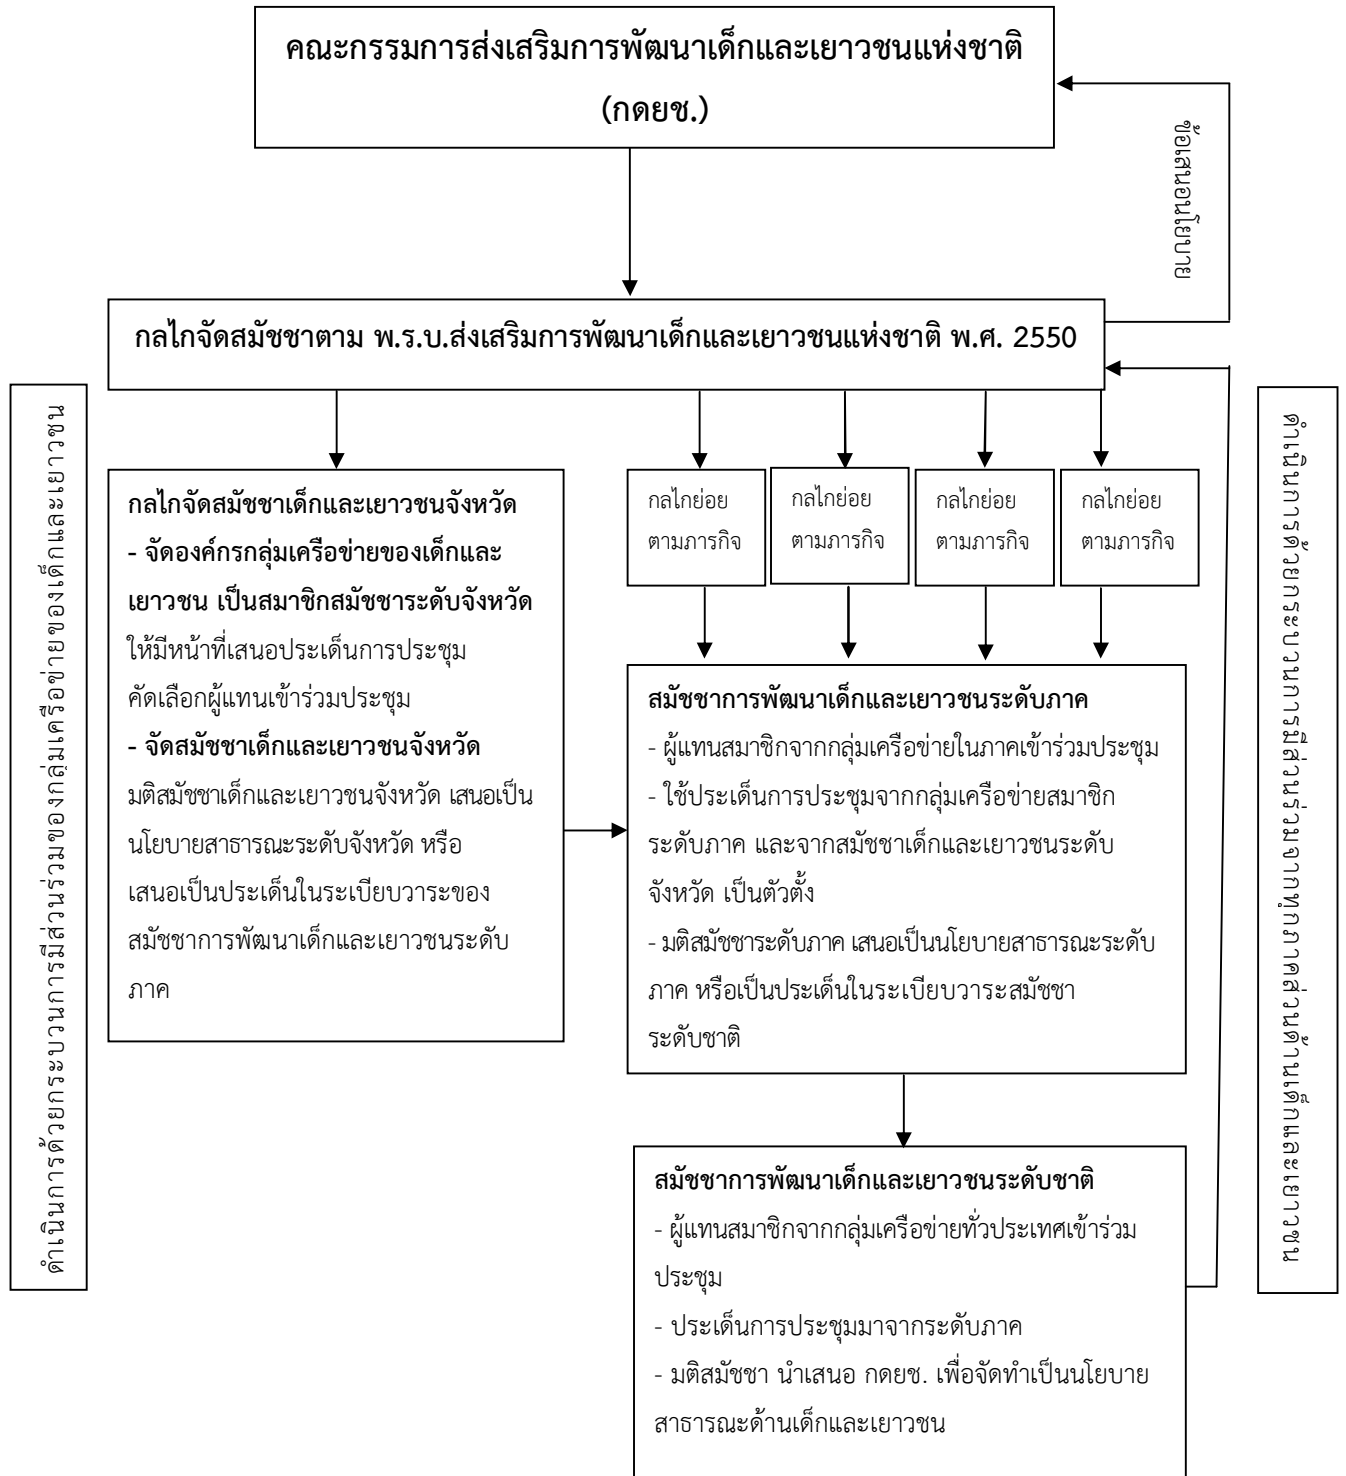 คณะกรรมการส่งเสริมการพัฒนาเด็กและเยาวชนแห่งชาติ
(กดยช.)
ข้อเสนอนโยบาย
กลไกจัดสมัชชาตาม พ.ร.บ.ส่งเสริมการพัฒนาเด็กและเยาวชนแห่งชาติ พ.ศ. 2550
ดำเนินการด้วยกระบวนการมีส่วนร่วมของกลุ่มเครือข่ายของเด็กและเยาวชน
กลไกจัดสมัชชาเด็กและเยาวชนจังหวัด
- จัดองค์กรกลุ่มเครือข่ายของเด็กและ
เยาวชน เป็นสมาชิกสมัชชาระดับจังหวัด
ให้มีหน้าที่เสนอประเด็นการประชุม
คัดเลือกผู้แทนเข้าร่วมประชุม
- จัดสมัชชาเด็กและเยาวชนจังหวัด
มติสมัชชาเด็กและเยาวชนจังหวัด เสนอเป็น
นโยบายสาธารณะระดับจังหวัด หรือ
เสนอเป็นประเด็นในระเบียบวาระของ
สมัชชาการพัฒนาเด็กและเยาวชนระดับ
ภาค
กลไกย่อย
ตามภารกิจ
กลไกย่อย
ตามภารกิจ
กลไกย่อย
ตามภารกิจ
กลไกย่อย
ตามภารกิจ
สมัชชาการพัฒนาเด็กและเยาวชนระดับภาค
- ผู้แทนสมาชิกจากกลุ่มเครือข่ายในภาคเข้าร่วมประชุม
- ใช้ประเด็นการประชุมจากกลุ่มเครือข่ายสมาชิก
ระดับภาค และจากสมัชชาเด็กและเยาวชนระดับ
จังหวัด เป็นตัวตั้ง
- มติสมัชชาระดับภาค เสนอเป็นนโยบายสาธารณะระดับ
ภาค หรือเป็นประเด็นในระเบียบวาระสมัชชา
ระดับชาติ
สมัชชาการพัฒนาเด็กและเยาวชนระดับชาติ
- ผู้แทนสมาชิกจากกลุ่มเครือข่ายทั่วประเทศเข้าร่วม
ประชุม
- ประเด็นการประชุมมาจากระดับภาค
- มติสมัชชา นำเสนอ กดยช. เพื่อจัดทำเป็นนโยบาย
สาธารณะด้านเด็กและเยาวชน
ดำเนินการด้วยกระบวนการมีส่วนร่วมจากทุกภาคส่วนด้านเด็กและเยาวชน